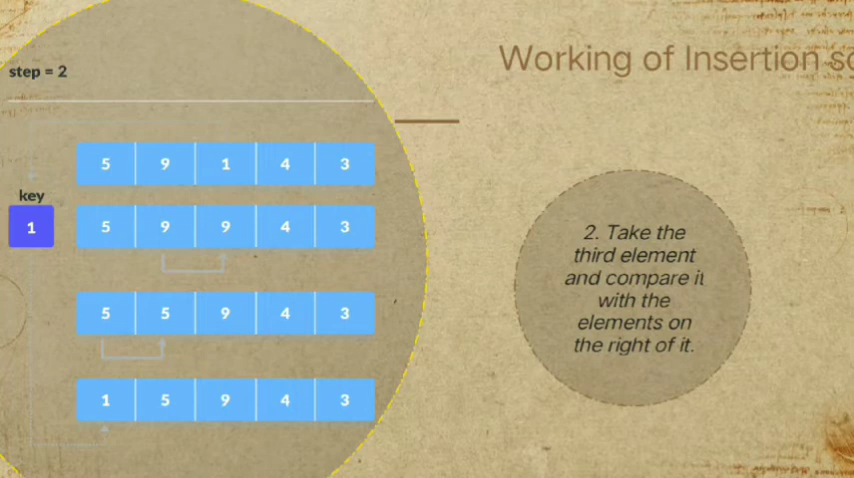 Working of Insertion
step = 2
5 9 1 4 3
key
1
5 9 9 4 3
5 5 9 4 3
1 5 9 4 3
2. Take the
third element
and compare it
with the
elements on
the right of it.